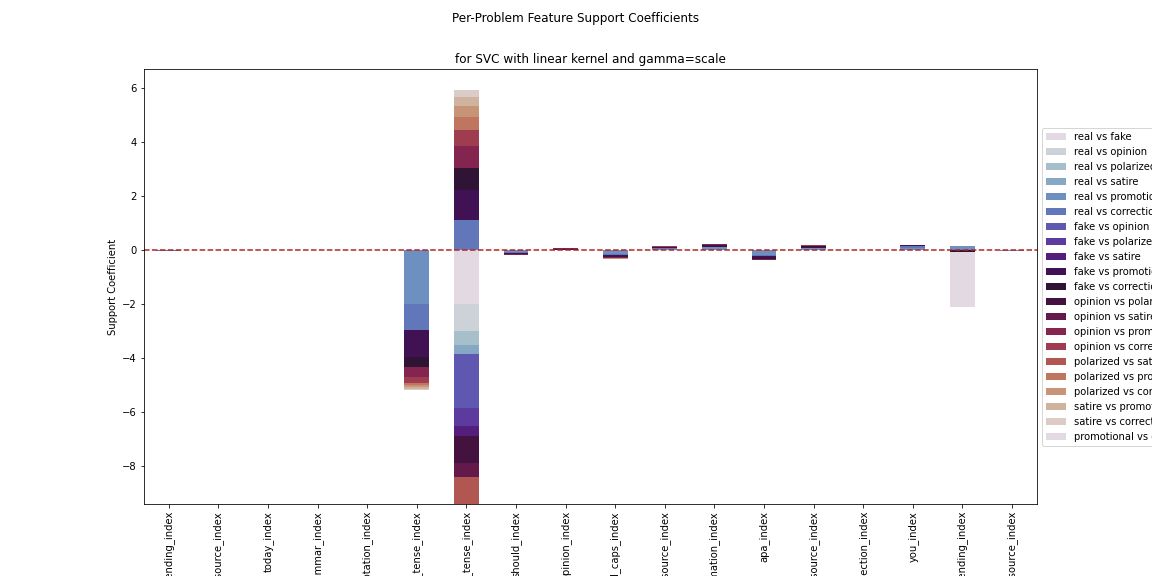 Per-Problem Feature Support Coefficients
for SVC with linear kernel and gamma=scale
6
4
2
0
−2
−4
−6
−8
Support Coefficient
real vs fake
real vs opinion
real vs polarized
real vs satire
real vs promotio
real vs correctio
fake vs opinion
fake vs polarize
fake vs satire
fake vs promotio
fake vs correctio
opinion vs polar
opinion vs satire
opinion vs prom
opinion vs corre
polarized vs sat
polarized vs pro
polarized vs cor
satire vs promot
satire vs correct
promotional vs
ending_index
source_index
today_index
mmar_index
otation_index
_tense_index
_tense_index
should_index
pinion_index
l_caps_index
source_index
mation_index
apa_index
source_index
ection_index
you_index
ending_index
source_index